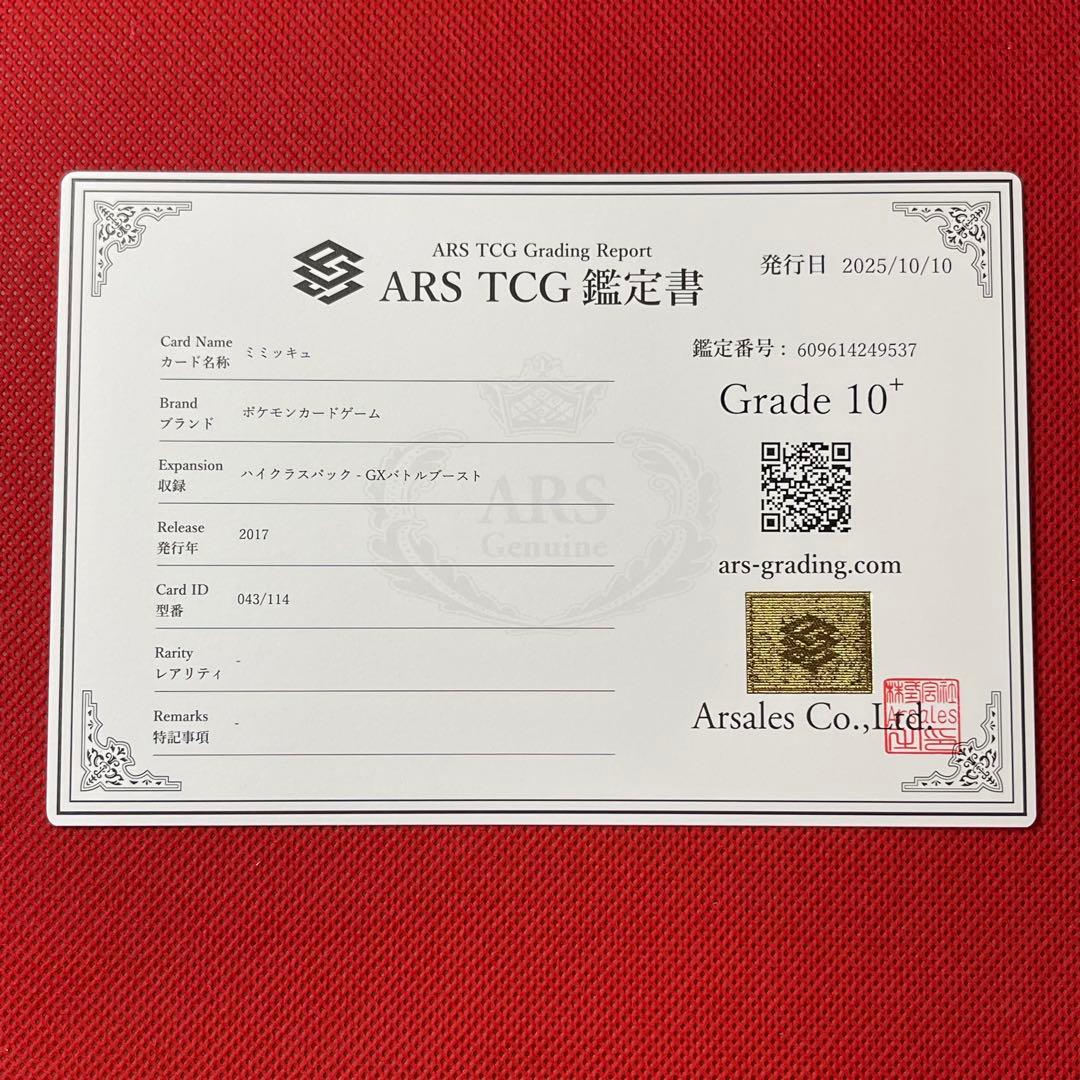 ARS TCG Grading Report
ARS TCG 鑑定書
発行日 2025/10/10
Card Name
カード名称 ミミッキュ
Brand
ブランド ポケモンカードゲーム
Expansion
収録 ハイクラスパック - GXバトルブースト
Release
発行年 2017
Card ID
型番 043/114
Rarity
レアリティ -
Remarks
特記事項 -
ARS
Genuine
鑑定番号: 609614249537
Grade 10+
ars-grading.com
Arsales Co.,Ltd.
株式会社
Arsales